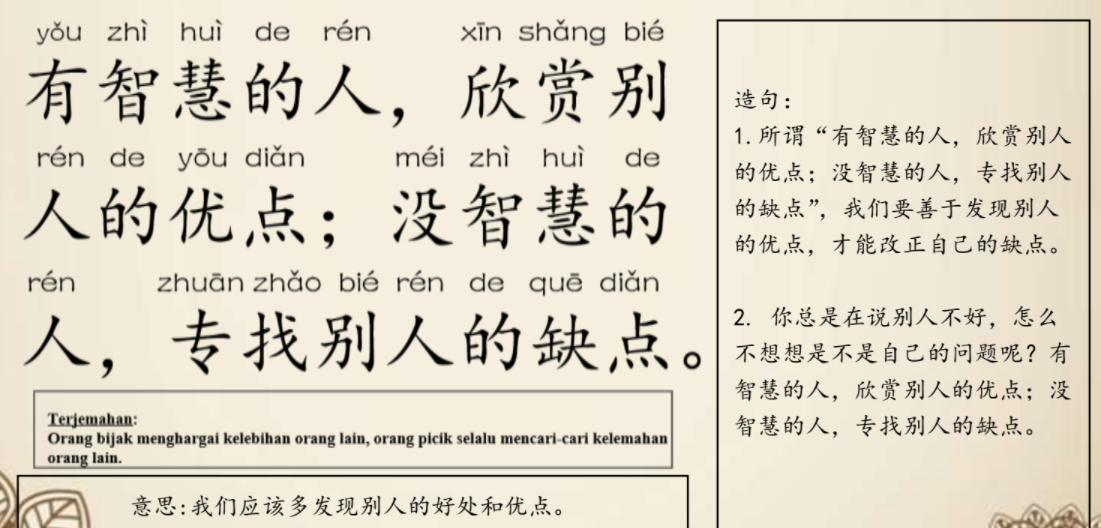 yǒu zhì huì de rén xīn shǎng bié
有智慧的人，欣赏别
rén de yōu diǎn méi zhì huì de
人的优点；没智慧的
rén zhuān zhǎo bié rén de quē diǎn
人，专找别人的缺点。
Terjemahan:
Orang bijak menghargai kelebihan orang lain, orang picik selalu mencari-cari kelemahan
orang lain.
意思:我们应该多发现别人的好处和优点。
造句：
1.所谓“有智慧的人，欣赏别人
的优点；没智慧的人，专找别人
的缺点”，我们要善于发现别人
的优点，才能改正自己的缺点。
2. 你总是在说别人不好，怎么
不想想是不是自己的问题呢？有
智慧的人，欣赏别人的优点；没
智慧的人，专找别人的缺点。